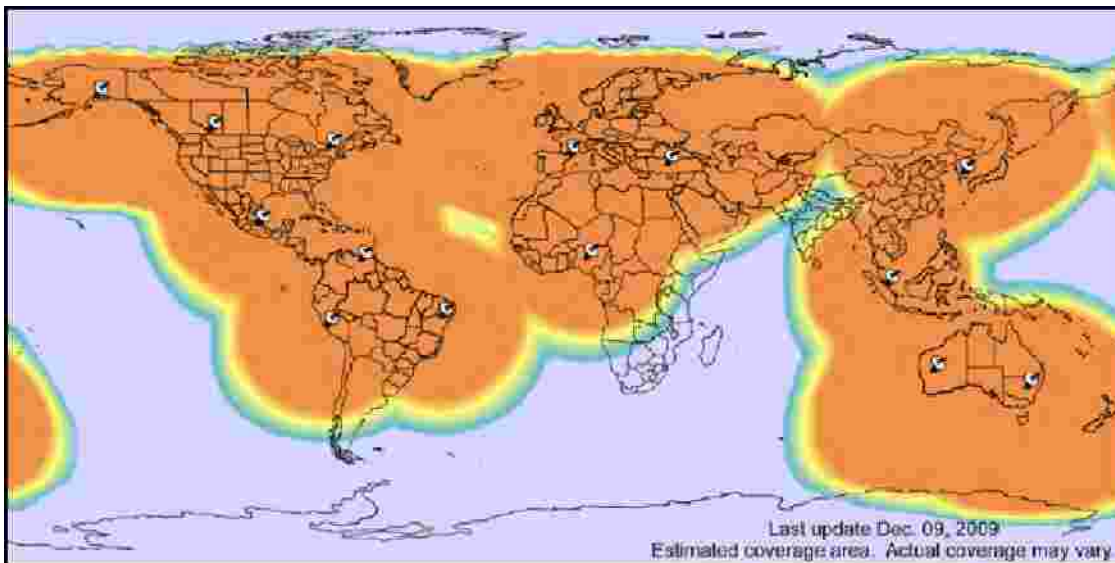 Last update Dec. 09, 2009
Estimated coverage area. Actual coverage may vary.